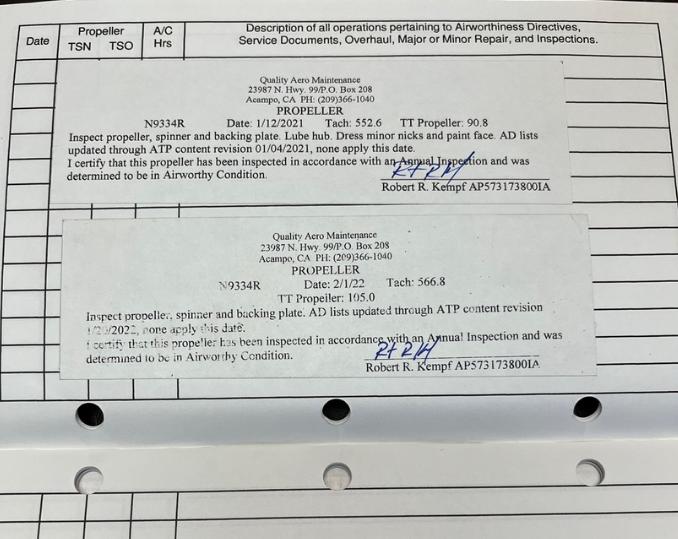 Date
Propeller
TSN TSO
A/C
Hrs
Description of all operations pertaining to Airworthiness Directives,
Service Documents, Overhaul, Major or Minor Repair, and Inspections.
Quality Aero Maintenance
23987 N. Hwy. 99/P.O. Box 208
Acampo, CA PH: (209)366-1040
PROPELLER
N9334R Date: 1/12/2021 Tach: 552.6 TT Propeller: 90.8
Inspect propeller, spinner and backing plate. Lube hub. Dress minor nicks and paint face. AD lists
updated through ATP content revision 01/04/2021, none apply this date.
I certify that this propeller has been inspected in accordance with an Annual Inspection and was
determined to be in Airworthy Condition.
Robert R. Kempf AP573173800IA
Quality Aero Maintenance
23987 N. Hwy. 99/P.O. Box 208
Acampo, CA PH: (209)366-1040
PROPELLER
N9334R Date: 2/1/22 Tach: 566.8
TT Propeller: 105.0
Inspect propeller, spinner and backing plate. AD lists updated through ATP content revision
none apply this date.
I certify that this propeller has been inspected in accordance with an Annual Inspection and was
determined to be in Airworthy Condition.
Robert R. Kempf AP573173800IA